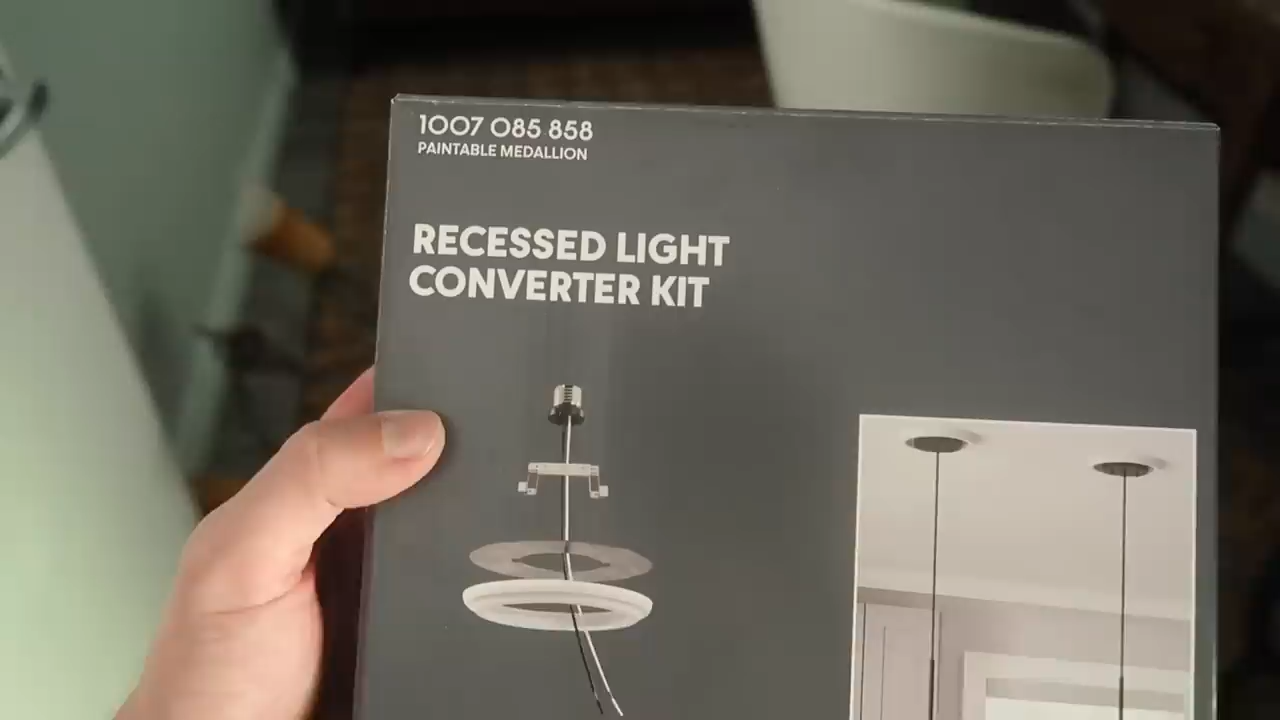 1007 085 858
PAINTABLE MEDALLION
RECESSED LIGHT
CONVERTER KIT